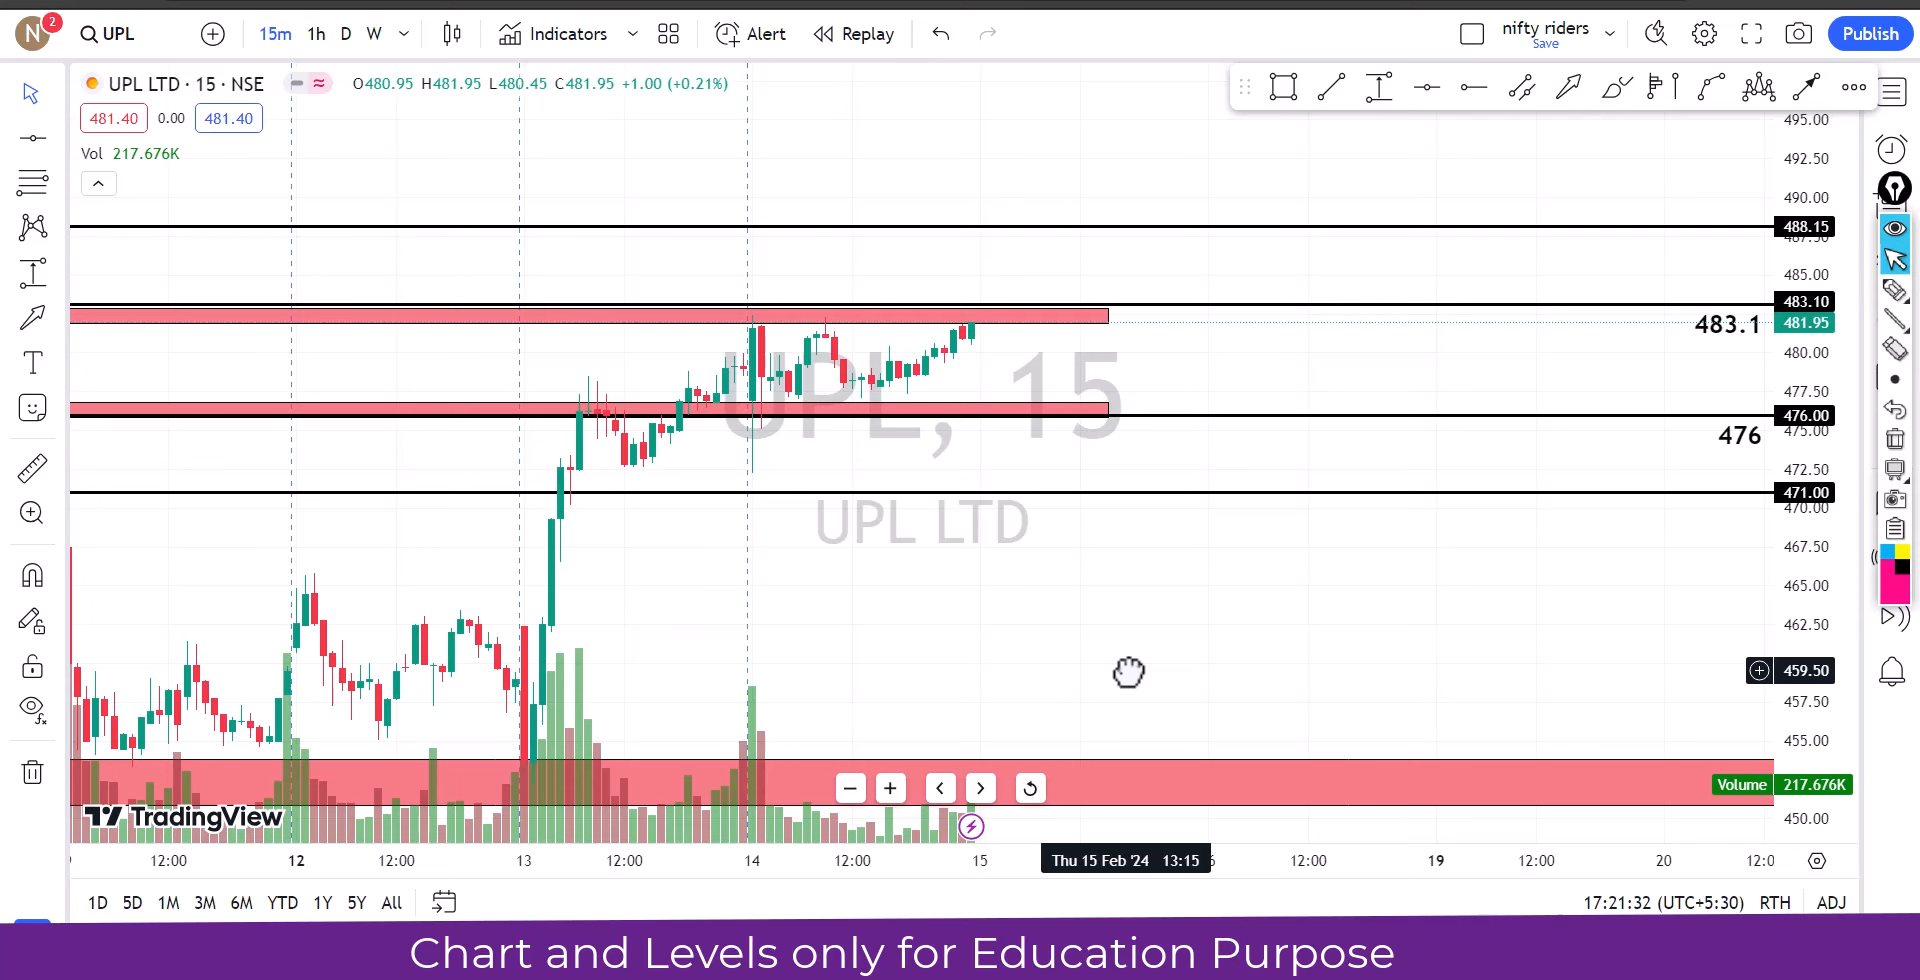 N 2 UPL 15m 1h D W Indicators Alert Replay nifty riders Save Publish
UPL LTD · 15 · NSE O480.95 H481.95 L480.45 C481.95 +1.00 (+0.21%)
481.40 0.00 481.40
Vol 217.676K
495.00
492.50
490.00
488.15
487.50
485.00
483.10
483.1 481.95
480.00
477.50
476.00
476 475.00
472.50
471.00
470.00
467.50
465.00
462.50
459.50
457.50
455.00
Volume 217.676K
450.00
UPL, 15
UPL LTD
TradingView
12:00 12 12:00 13 12:00 14 12:00 15 Thu 15 Feb '24 13:15 12:00 19 12:00 20 12:0
1D 5D 1M 3M 6M YTD 1Y 5Y All 17:21:32 (UTC+5:30) RTH ADJ
Chart and Levels only for Education Purpose